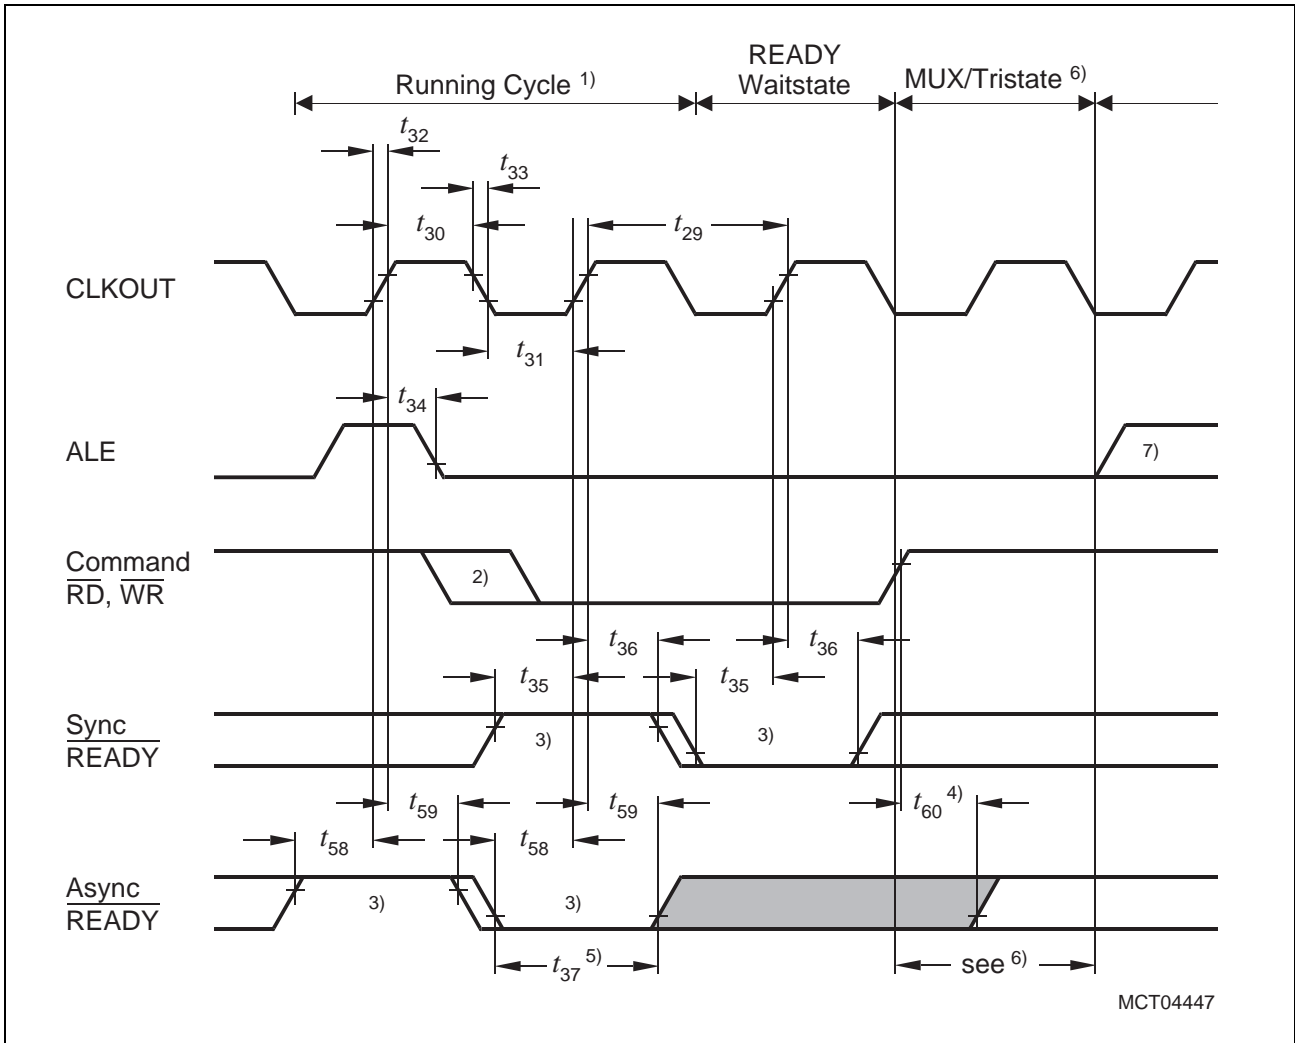 READY
Running Cycle 1)
Waitstate
MUX/Tristate 6)
t32
t33
t30
t29
CLKOUT
t31
t34
ALE
7)
Command
RD, WR
2)
t36
t36
t35
t35
Sync
READY
3)
3)
t59
t59
t60 4)
t58
t58
Async
READY
3)
3)
t37 5)
see 6)
MCT04447